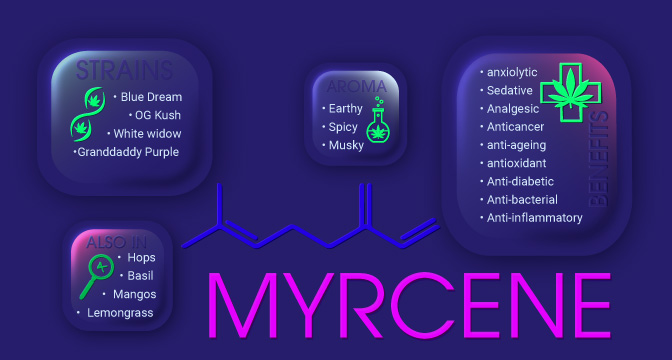 STRAINS
• Blue Dream
• OG Kush
• White widow
•Granddaddy Purple
AROMA
• Earthy
• Spicy
• Musky
• anxiolytic
• Sedative
• Analgesic
• Anticancer
• anti-ageing
• antioxidant
• Anti-diabetic
• Anti-bacterial
• Anti-inflammatory
BENEFITS
ALSO IN
• Hops
• Basil
• Mangos
• Lemongrass
MYRCENE